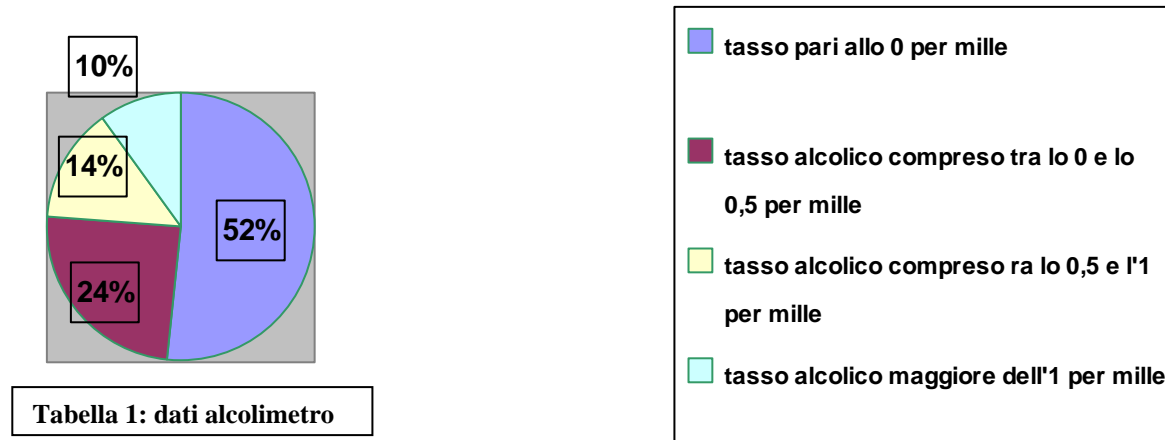 10%
14%
52%
24%
Tabella 1: dati alcolimetro
tasso pari allo 0 per mille
tasso alcolico compreso tra lo 0 e lo
0,5 per mille
tasso alcolico compreso ra lo 0,5 e l'1
per mille
tasso alcolico maggiore dell'1 per mille